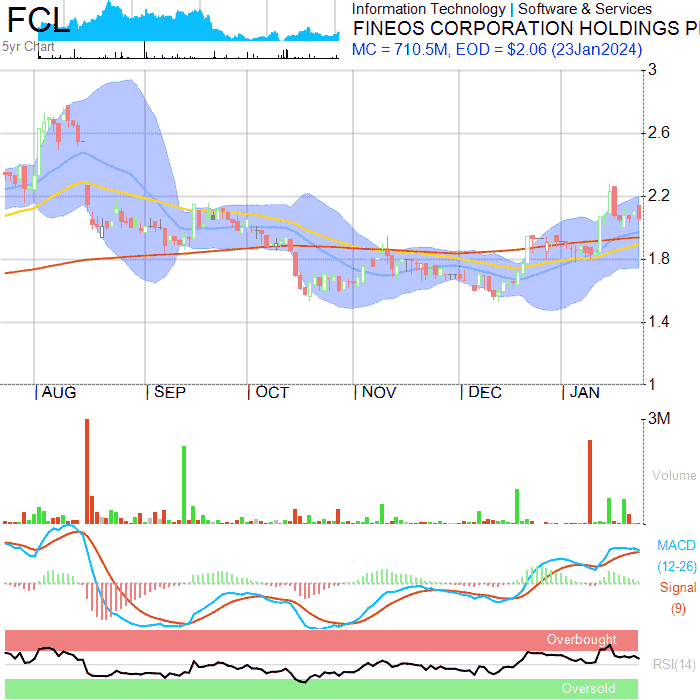 FCL
5yr Chart
Information Technology | Software & Services
FINEOS CORPORATION HOLDINGS P
MC = 710.5M, EOD = $2.06 (23Jan2024)
3
2.6
2.2
1.8
1.4
1
AUG SEP OCT NOV DEC JAN
3M
Volume
MACD
(12-26)
Signal
(9)
Overbought
RSI(14)
Oversold